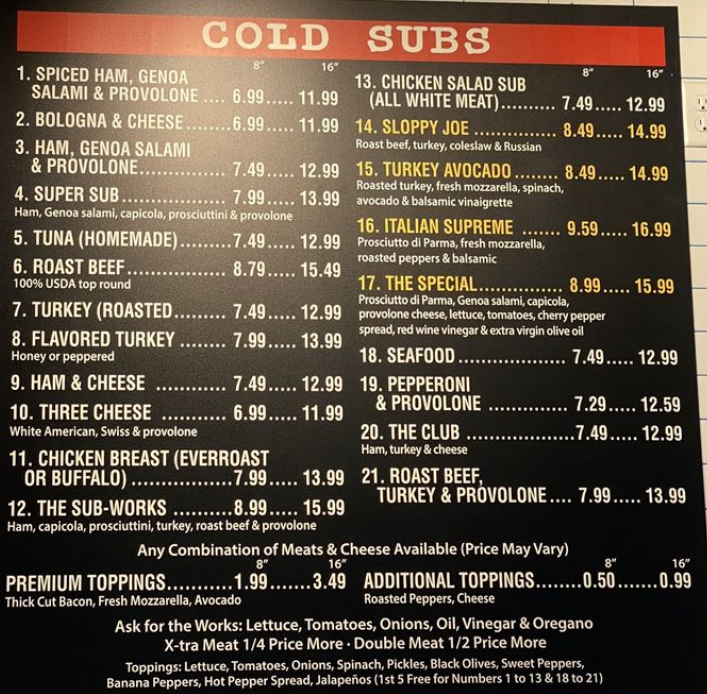 COLD SUBS
8" 16"
1. SPICED HAM, GENOA
SALAMI & PROVOLONE .... 6.99..... 11.99
2. BOLOGNA & CHEESE.......6.99..... 11.99
3. HAM, GENOA SALAMI
& PROVOLONE.............. 7.49..... 12.99
4. SUPER SUB................. 7.99..... 13.99
Ham, Genoa salami, capicola, prosciuttini & provolone
5. TUNA (HOMEMADE)........7.49..... 12.99
6. ROAST BEEF................ 8.79..... 15.49
100% USDA top round
7. TURKEY (ROASTED......... 7.49..... 12.99
8. FLAVORED TURKEY ........ 7.99..... 13.99
Honey or peppered
9. HAM & CHEESE ............ 7.49..... 12.99
10. THREE CHEESE ........... 6.99..... 11.99
White American, Swiss & provolone
11. CHICKEN BREAST (EVERROAST
OR BUFFALO)................7.99..... 13.99
12. THE SUB-WORKS .........8.99..... 15.99
Ham, capicola, prosciuttini, turkey, roast beef & provolone
8" 16"
13. CHICKEN SALAD SUB
(ALL WHITE MEAT).......... 7.49..... 12.99
14. SLOPPY JOE ............... 8.49..... 14.99
Roast beef, turkey, coleslaw & Russian
15. TURKEY AVOCADO........ 8.49..... 14.99
Roasted turkey, fresh mozzarella, spinach,
avocado & balsamic vinaigrette
16. ITALIAN SUPREME ....... 9.59..... 16.99
Prosciutto di Parma, fresh mozzarella,
roasted peppers & balsamic
17. THE SPECIAL............... 8.99..... 15.99
Prosciutto di Parma, Genoa salami, capicola,
provolone cheese, lettuce, tomatoes, cherry pepper
spread, red wine vinegar & extra virgin olive oil
18. SEAFOOD.................... 7.49..... 12.99
19. PEPPERONI
& PROVOLONE ............... 7.29..... 12.59
20. THE CLUB ....................7.49..... 12.99
Ham, turkey & cheese
21. ROAST BEEF,
TURKEY & PROVOLONE.... 7.99..... 13.99
Any Combination of Meats & Cheese Available (Price May Vary)
8" 16"
PREMIUM TOPPINGS...........1.99.......3.49
Thick Cut Bacon, Fresh Mozzarella, Avocado
8" 16"
ADDITIONAL TOPPINGS........0.50.......0.99
Roasted Peppers, Cheese
Ask for the Works: Lettuce, Tomatoes, Onions, Oil, Vinegar & Oregano
X-tra Meat 1/4 Price More · Double Meat 1/2 Price More
Toppings: Lettuce, Tomatoes, Onions, Spinach, Pickles, Black Olives, Sweet Peppers,
Banana Peppers, Hot Pepper Spread, Jalapeños (1st 5 Free for Numbers 1 to 13 & 18 to 21)